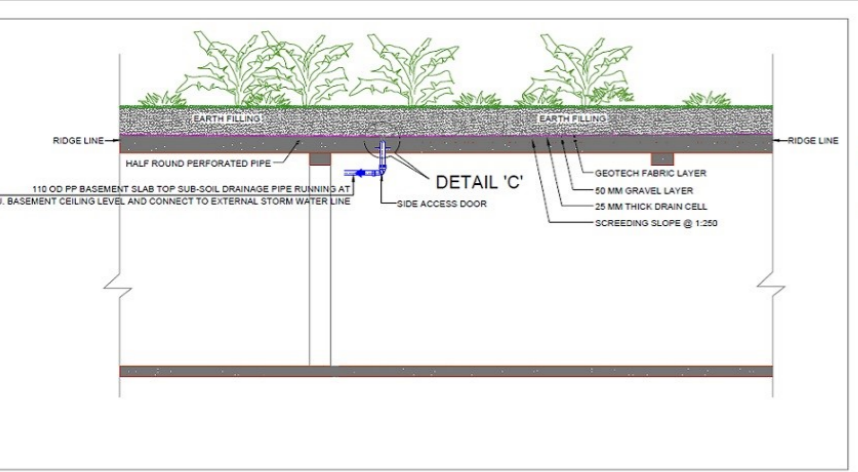 EARTH FILLING
EARTH FILLING
RIDGE LINE
RIDGE LINE
HALF ROUND PERFORATED PIPE
GEOTECH FABRIC LAYER
DETAIL 'C'
110 OD PP BASEMENT SLAB TOP SUB-SOIL DRAINAGE PIPE RUNNING AT
BASEMENT CEILING LEVEL AND CONNECT TO EXTERNAL STORM WATER LINE
50 MM GRAVEL LAYER
SIDE ACCESS DOOR
25 MM THICK DRAIN CELL
SCREEDING SLOPE @ 1:250